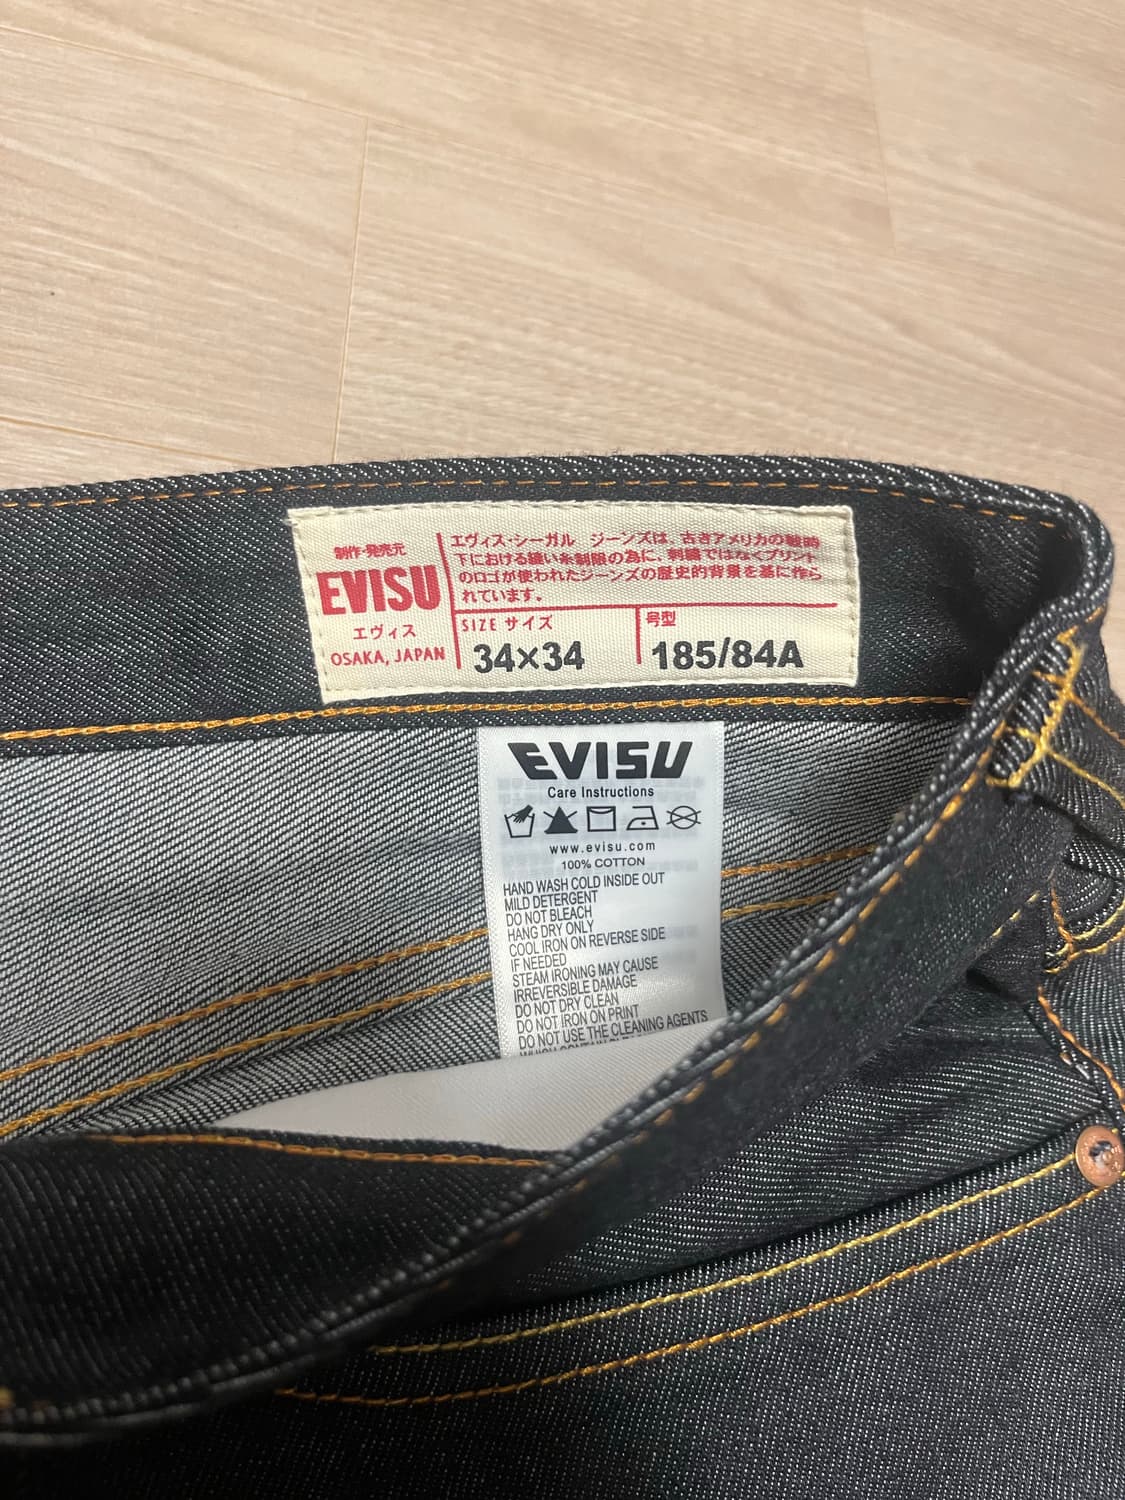 制作·発売元
EVISU
エヴィス
OSAKA, JAPAN
エヴィス·シーガル ジーンズは、古きアメリカの戦時
下における縫い糸制限の為に、刺繍ではなくプリント
のロゴが使われたジーンズの歴史的背景を基に作ら
れています。
SIZE サイズ
34×34
号型
185/84A
EVISU
Care Instructions
www.evisu.com
100% COTTON
HAND WASH COLD INSIDE OUT
MILD DETERGENT
DO NOT BLEACH
HANG DRY ONLY
COOL IRON ON REVERSE SIDE
IF NEEDED
STEAM IRONING MAY CAUSE
IRREVERSIBLE DAMAGE
DO NOT DRY CLEAN
DO NOT IRON ON PRINT
DO NOT USE THE CLEANING AGENTS
WHICH CONTAIN